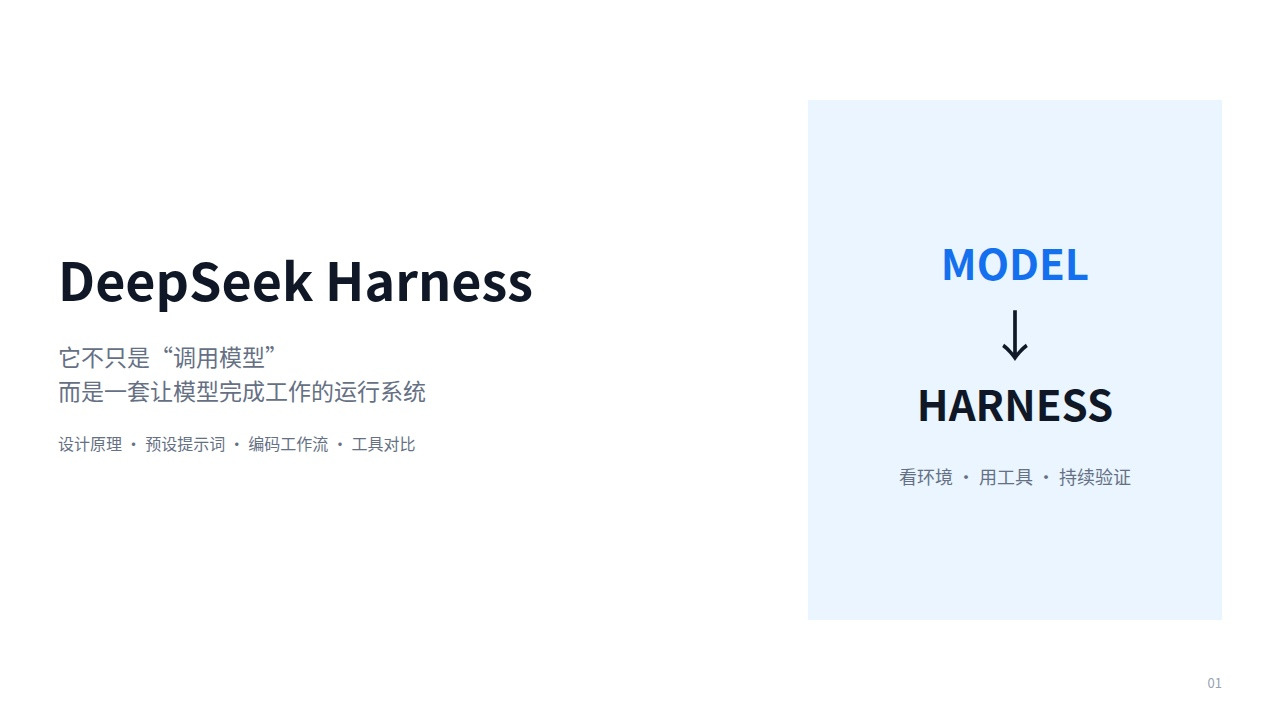 DeepSeek Harness
它不只是“调用模型”
而是一套让模型完成工作的运行系统
设计原理 · 预设提示词 · 编码工作流 · 工具对比
MODEL
↓
HARNESS
看环境 · 用工具 · 持续验证
01